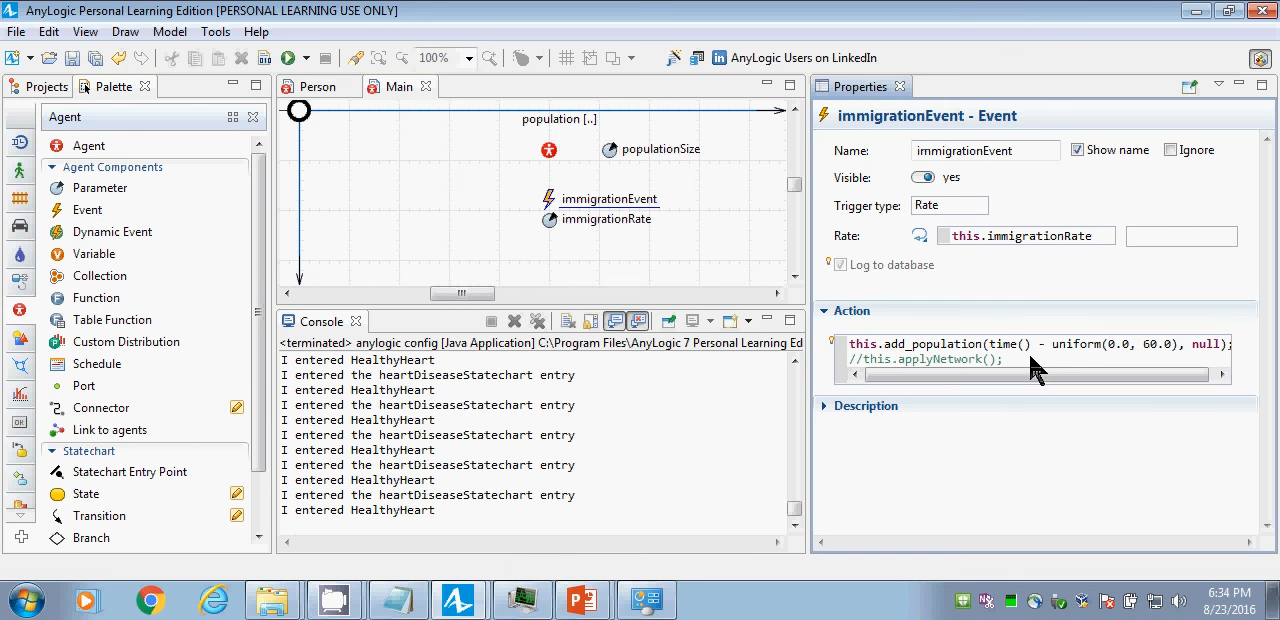 AnyLogic Personal Learning Edition [PERSONAL LEARNING USE ONLY]
File Edit View Draw Model Tools Help
100% AnyLogic Users on LinkedIn
Projects Palette
Agent
Agent
Agent Components
Parameter
Event
Dynamic Event
Variable
Collection
Function
Table Function
Custom Distribution
Schedule
Port
Connector
Link to agents
Statechart
Statechart Entry Point
State
Transition
Branch
Person Main
population [..]
populationSize
immigrationEvent
immigrationRate
Console
<terminated> anylogic config [Java Application] C:\Program Files\AnyLogic 7 Personal Learning Ed
I entered HealthyHeart
I entered the heartDiseaseStatechart entry
I entered HealthyHeart
I entered the heartDiseaseStatechart entry
I entered HealthyHeart
I entered the heartDiseaseStatechart entry
I entered HealthyHeart
I entered the heartDiseaseStatechart entry
I entered HealthyHeart
I entered the heartDiseaseStatechart entry
I entered HealthyHeart
Properties
immigrationEvent - Event
Name: immigrationEvent Show name Ignore
Visible: yes
Trigger type: Rate
Rate: this.immigrationRate
Log to database
Action
this.add_population(time() - uniform(0.0, 60.0), null);
//this.applyNetwork();
Description
6:34 PM
8/23/2016